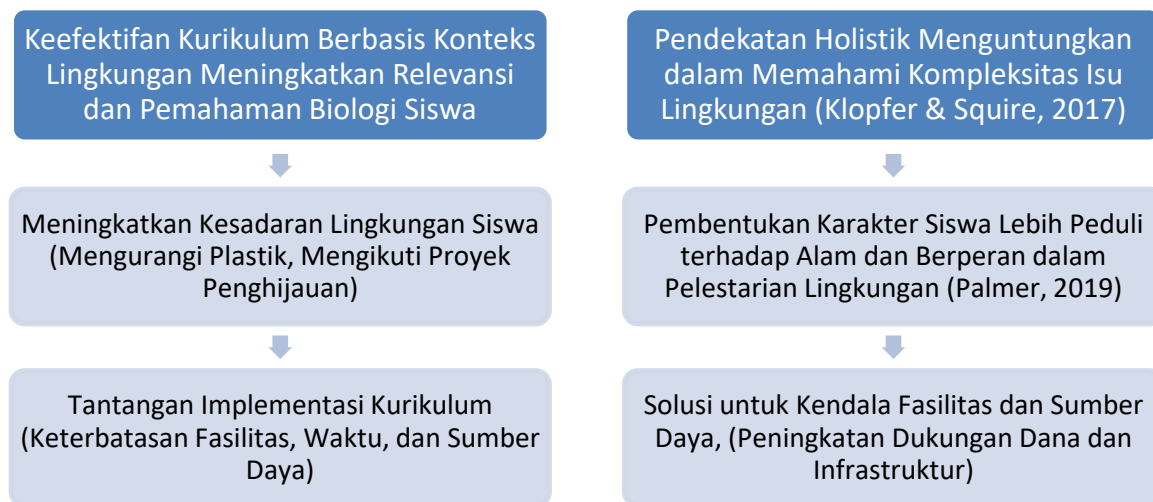 Keefektifan Kurikulum Berbasis Konteks
Lingkungan Meningkatkan Relevansi
dan Pemahaman Biologi Siswa
Meningkatkan Kesadaran Lingkungan Siswa
(Mengurangi Plastik, Mengikuti Proyek
Penghijauan)
Tantangan Implementasi Kurikulum
(Keterbatasan Fasilitas, Waktu, dan Sumber
Daya)
Pendekatan Holistik Menguntungkan
dalam Memahami Kompleksitas Isu
Lingkungan (Klopfer & Squire, 2017)
Pembentukan Karakter Siswa Lebih Peduli
terhadap Alam dan Berperan dalam
Pelestarian Lingkungan (Palmer, 2019)
Solusi untuk Kendala Fasilitas dan Sumber
Daya, (Peningkatan Dukungan Dana dan
Infrastruktur)